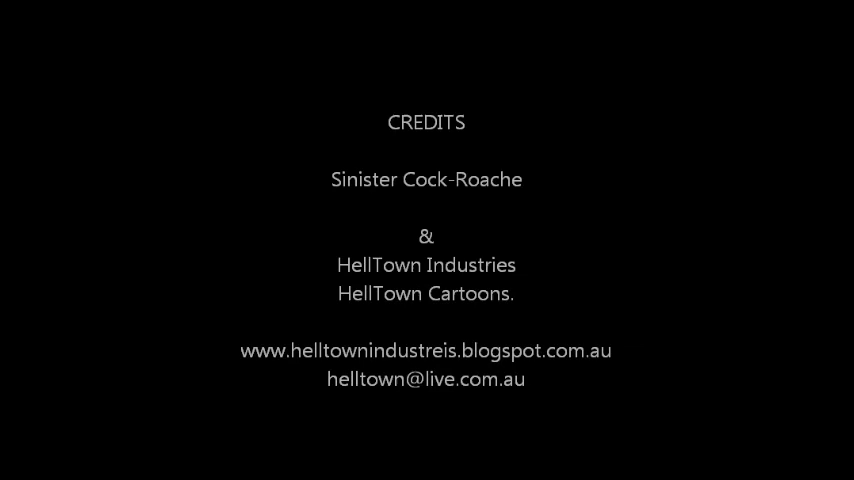 CREDITS
Sinister Cock-Roache
&
HellTown Industries
HellTown Cartoons.
www.helltownindustreis.blogspot.com.au
helltown@live.com.au